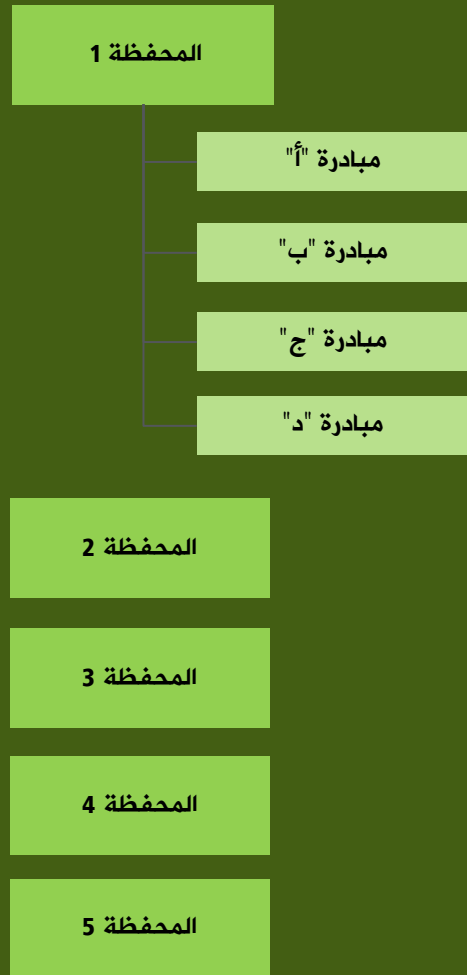 المحفظة 1
مبادرة "أ"
مبادرة "ب"
مبادرة "ج"
مبادرة "د"
المحفظة 2
المحفظة 3
المحفظة 4
المحفظة 5